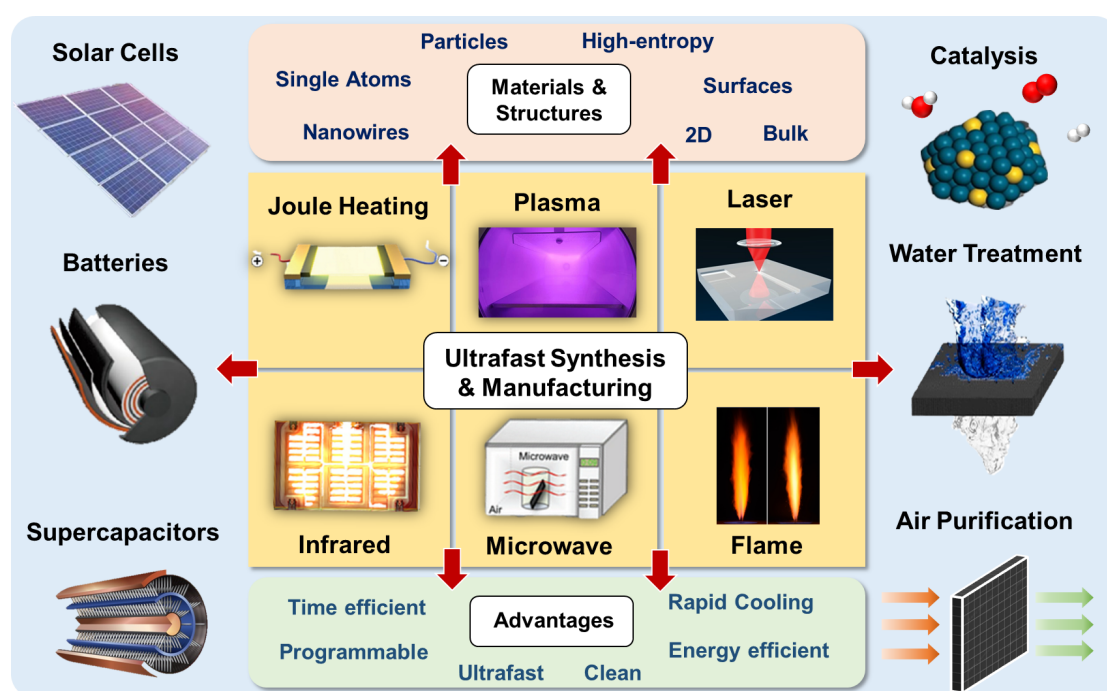 Solar Cells
Batteries
Supercapacitors
Particles
High-entropy
Single Atoms
Materials &
Structures
Surfaces
Nanowires
2D
Bulk
Joule Heating
Plasma
Laser
+
−
Ultrafast Synthesis
& Manufacturing
Microwave
Air
Infrared
Microwave
Flame
Time efficient
Advantages
Rapid Cooling
Programmable
Energy efficient
Ultrafast
Clean
Catalysis
Water Treatment
Air Purification